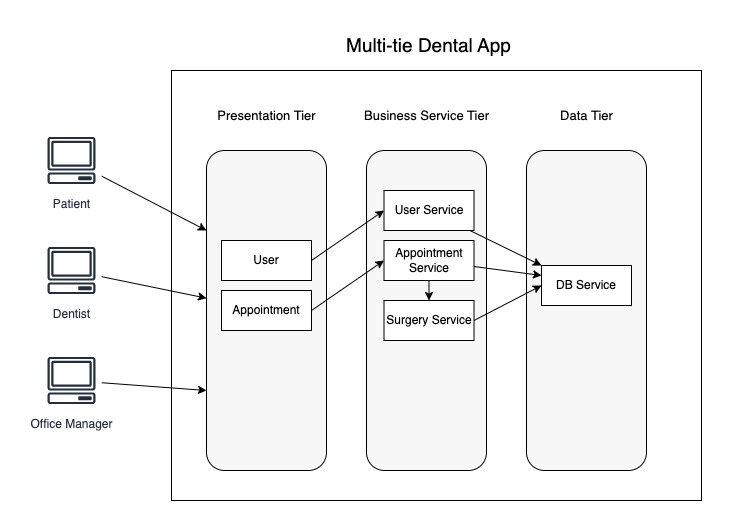 Multi-tie Dental App
Presentation Tier
Business Service Tier
Data Tier
Patient
Dentist
Office Manager
User
Appointment
User Service
Appointment
Service
Surgery Service
DB Service